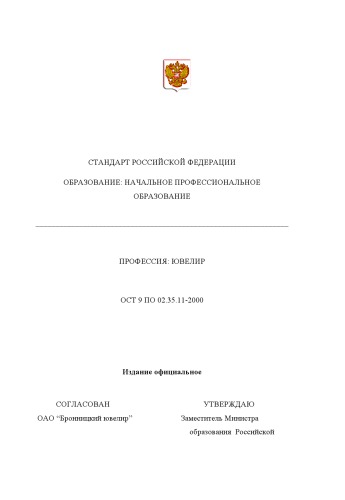 СТАНДАРТ РОССИЙСКОЙ ФЕДЕРАЦИИ
ОБРАЗОВАНИЕ: НАЧАЛЬНОЕ ПРОФЕССИОНАЛЬНОЕ
ОБРАЗОВАНИЕ
ПРОФЕССИЯ: ЮВЕЛИР
ОСТ 9 ПО 02.35.11-2000
Издание официальное
СОГЛАСОВАН УТВЕРЖДАЮ
ОАО “Бронницкий ювелир” Заместитель Министра
образования Российской